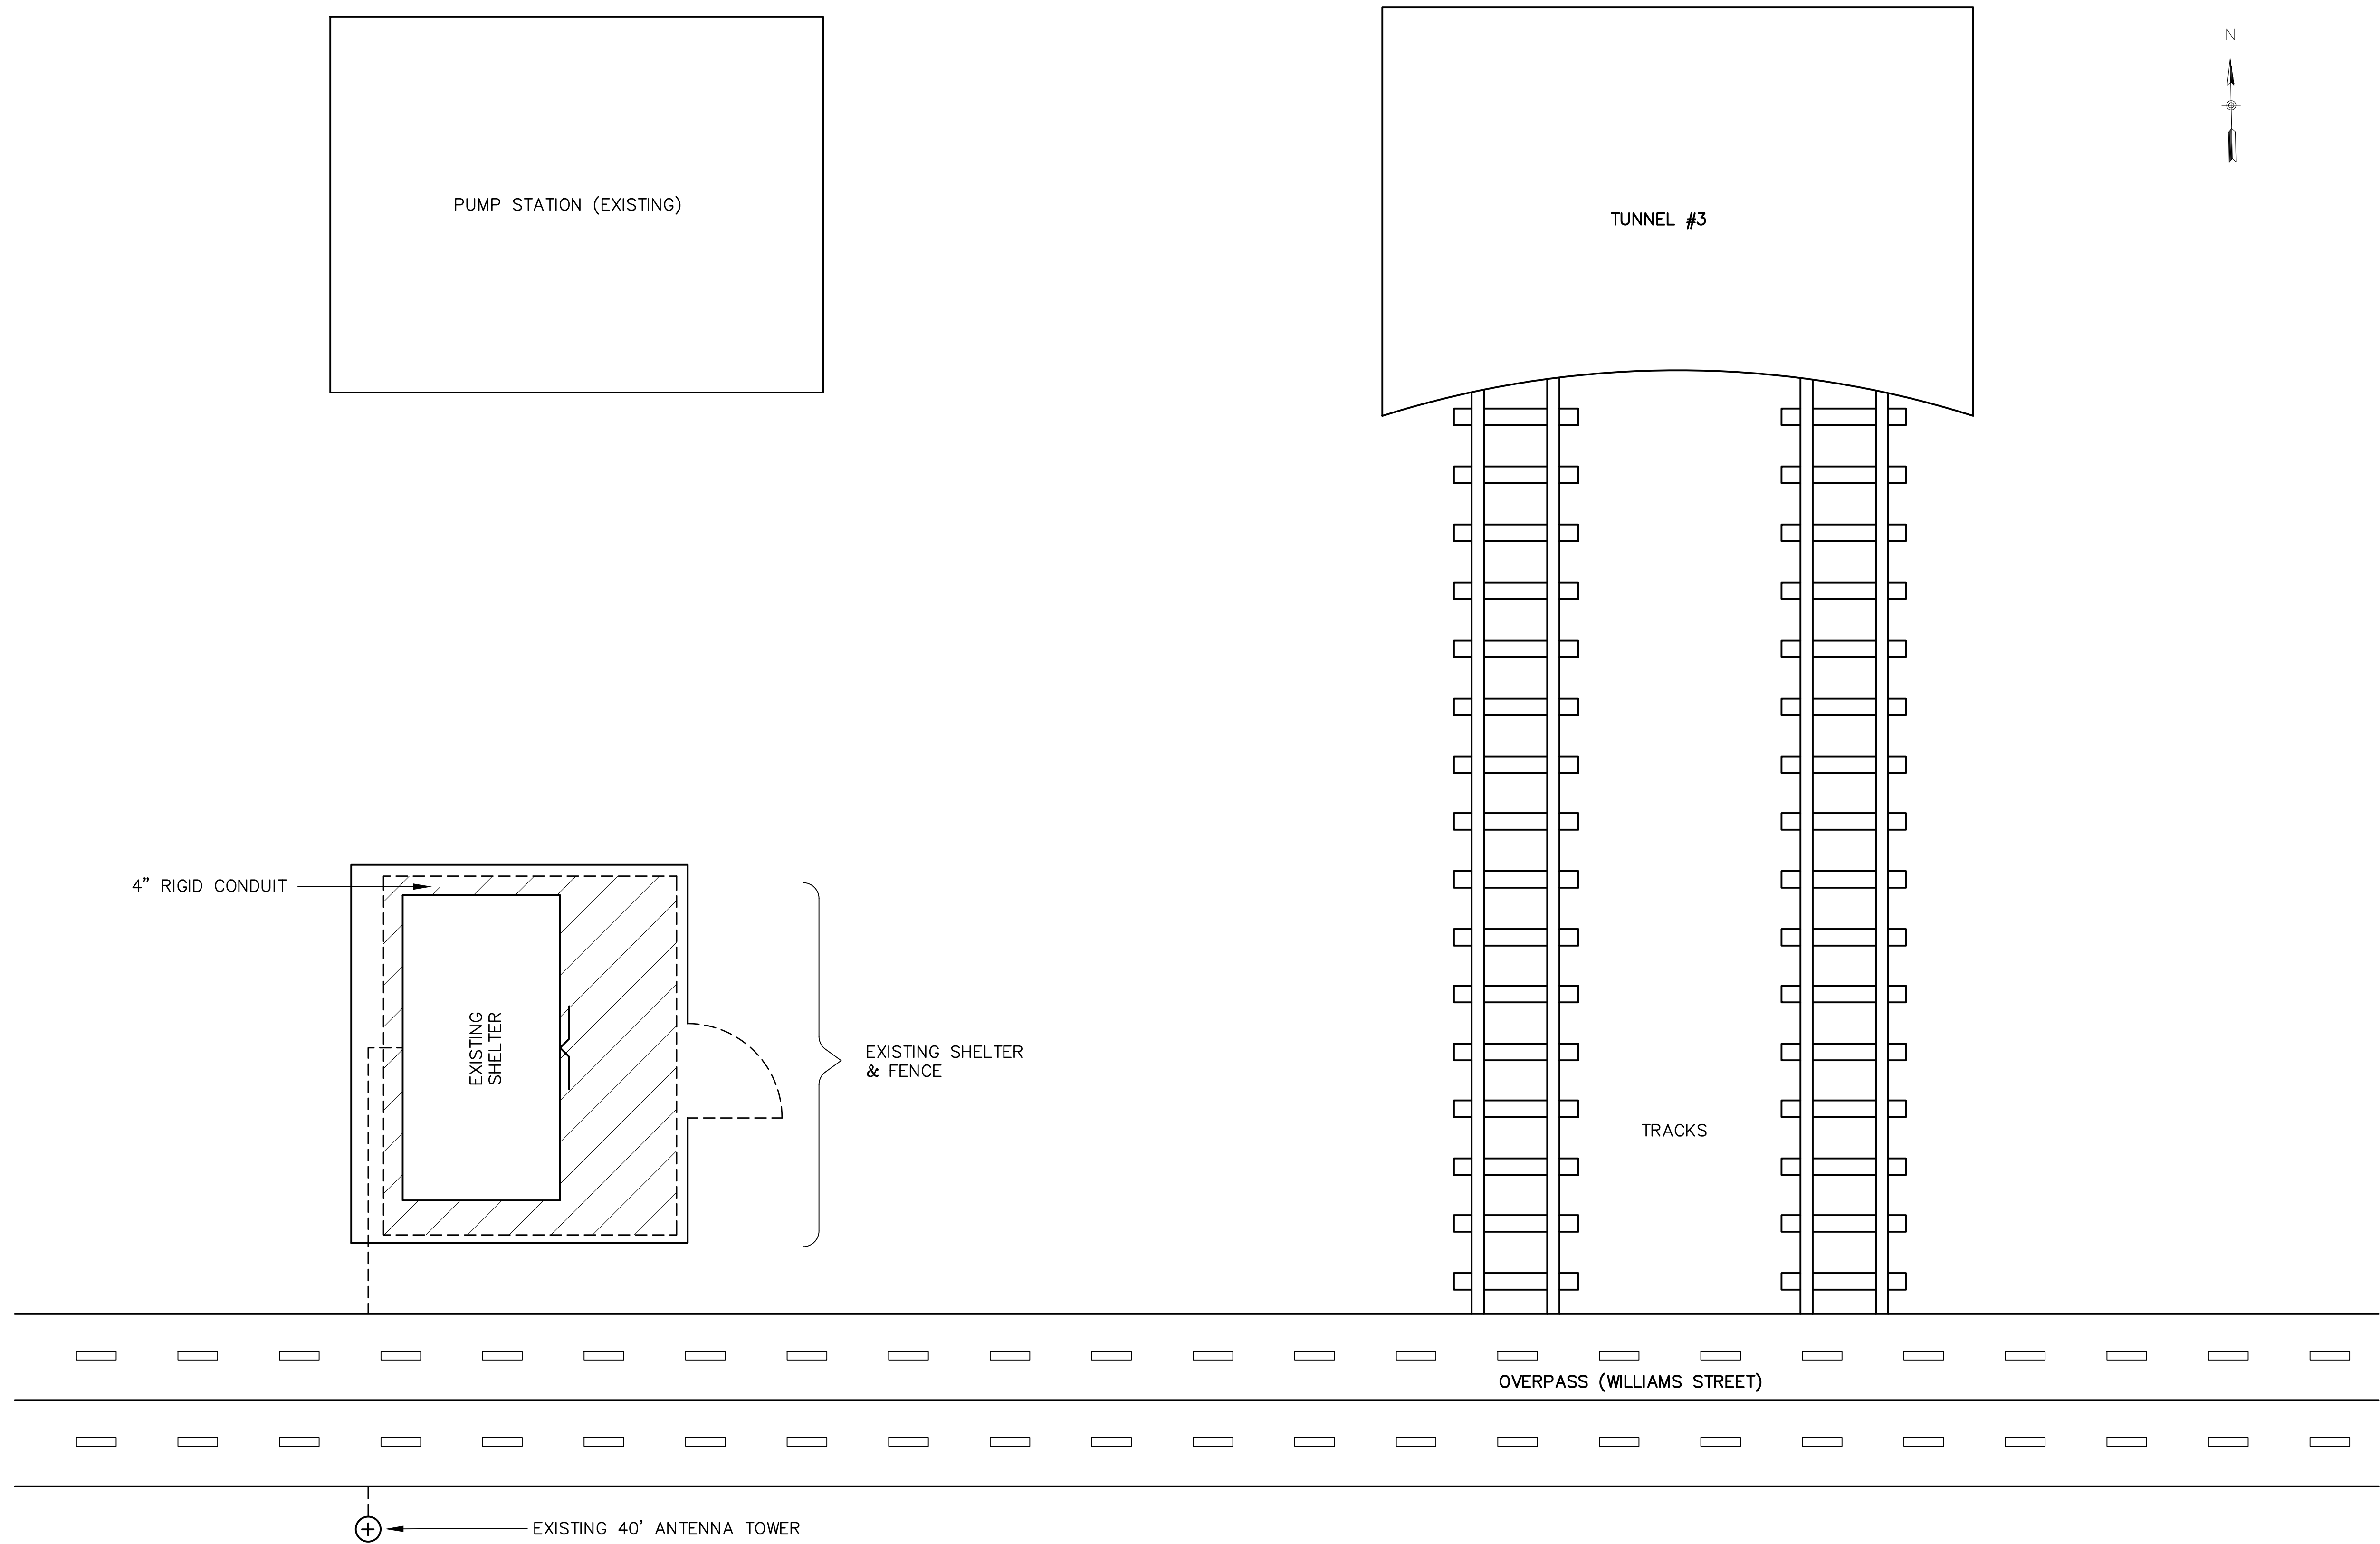 N
PUMP STATION (EXISTING)
TUNNEL #3
4" RIGID CONDUIT
EXISTING
SHELTER
EXISTING SHELTER
& FENCE
TRACKS
OVERPASS (WILLIAMS STREET)
EXISTING 40' ANTENNA TOWER